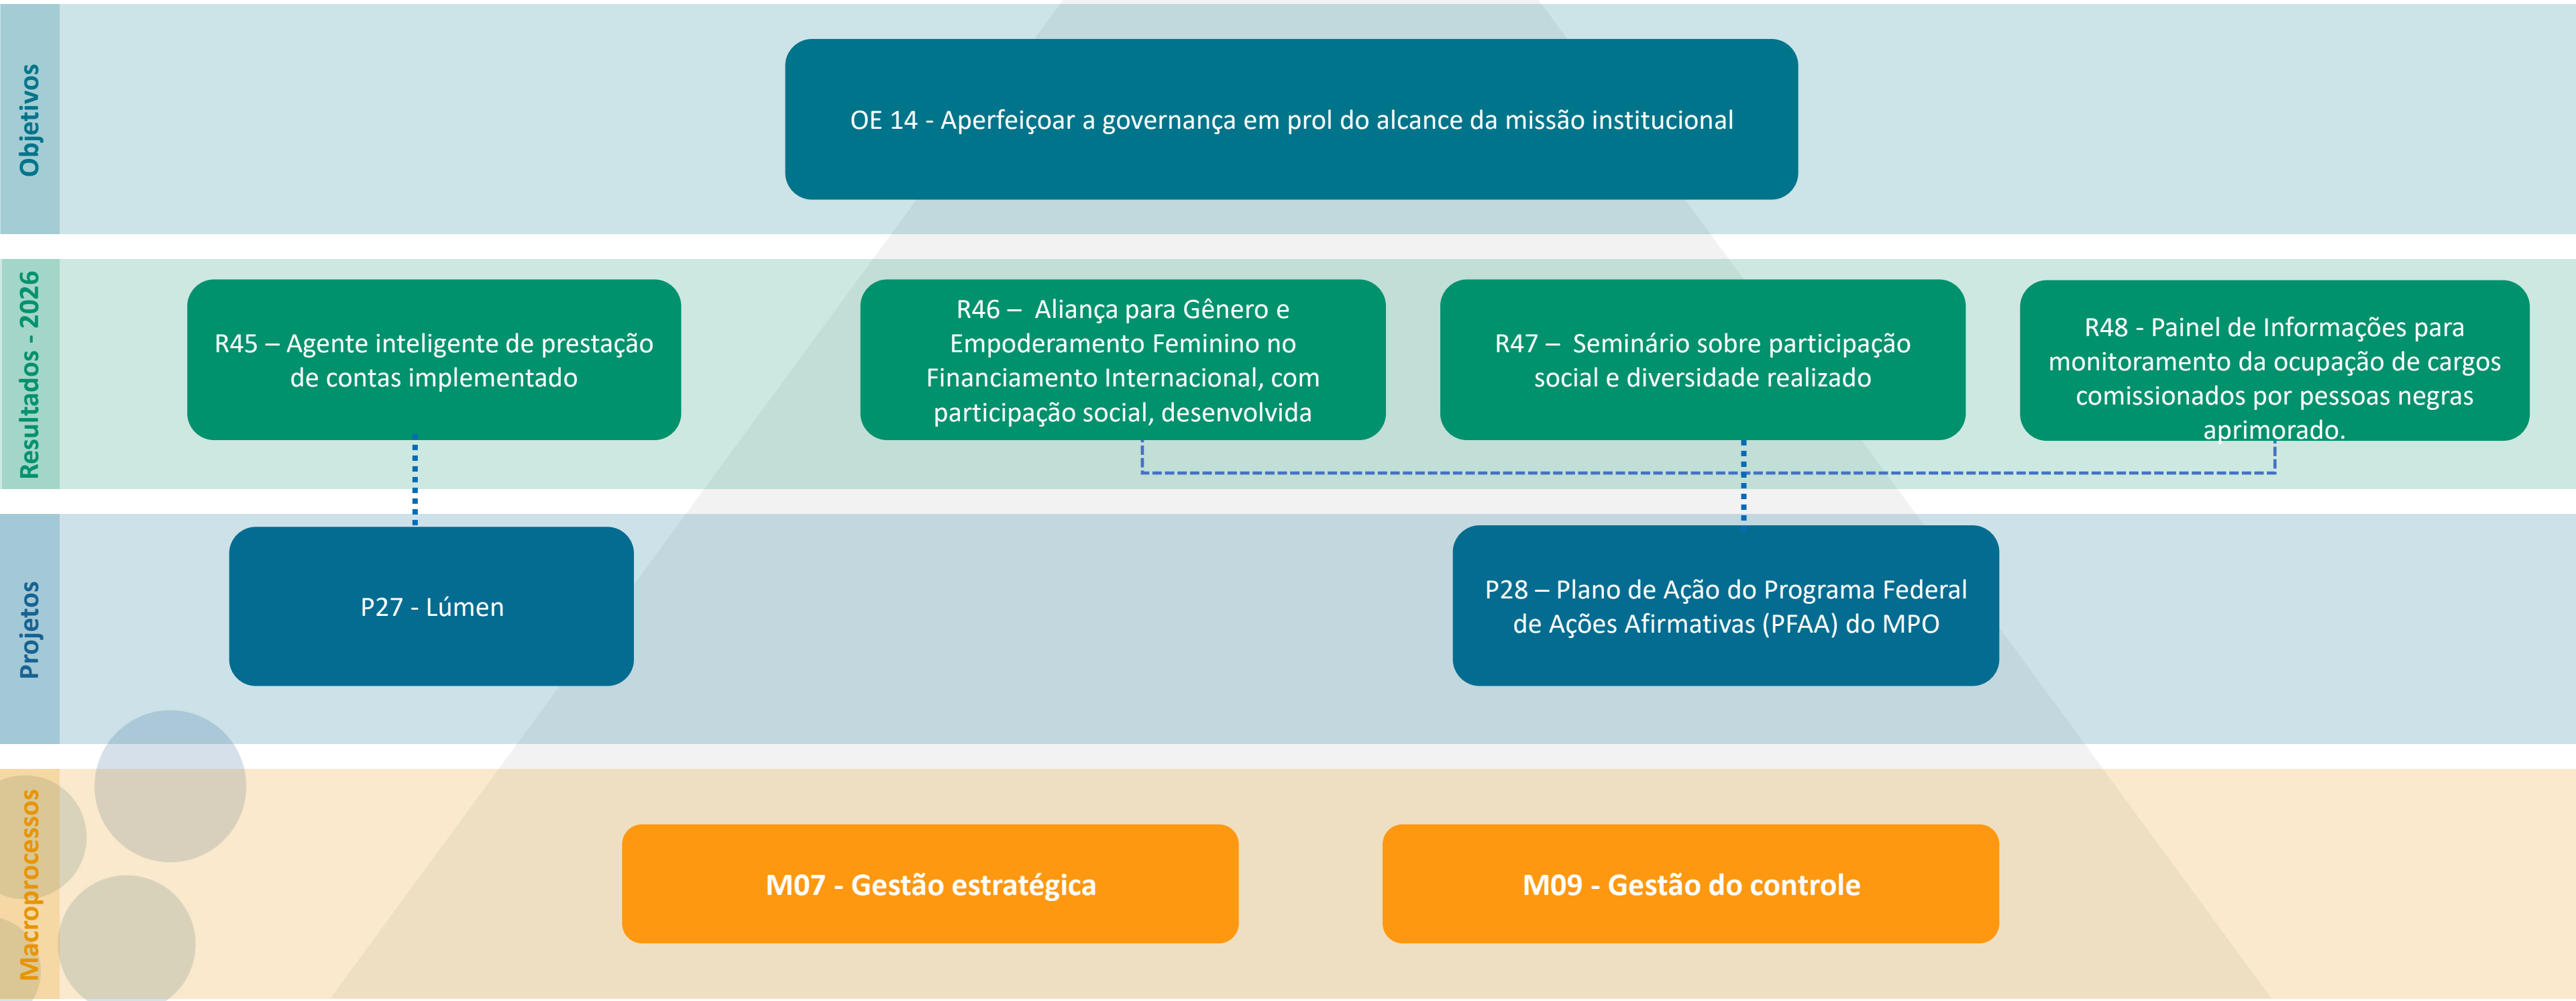 Objetivos
OE 14 - Aperfeiçoar a governança em prol do alcance da missão institucional
Resultados - 2026
R45 – Agente inteligente de prestação
de contas implementado
R46 – Aliança para Gênero e
Empoderamento Feminino no
Financiamento Internacional, com
participação social, desenvolvida
R47 – Seminário sobre participação
social e diversidade realizado
R48 - Painel de Informações para
monitoramento da ocupação de cargos
comissionados por pessoas negras
aprimorado.
Projetos
P27 - Lúmen
P28 – Plano de Ação do Programa Federal
de Ações Afirmativas (PFAA) do MPO
Macroprocessos
M07 - Gestão estratégica
M09 - Gestão do controle